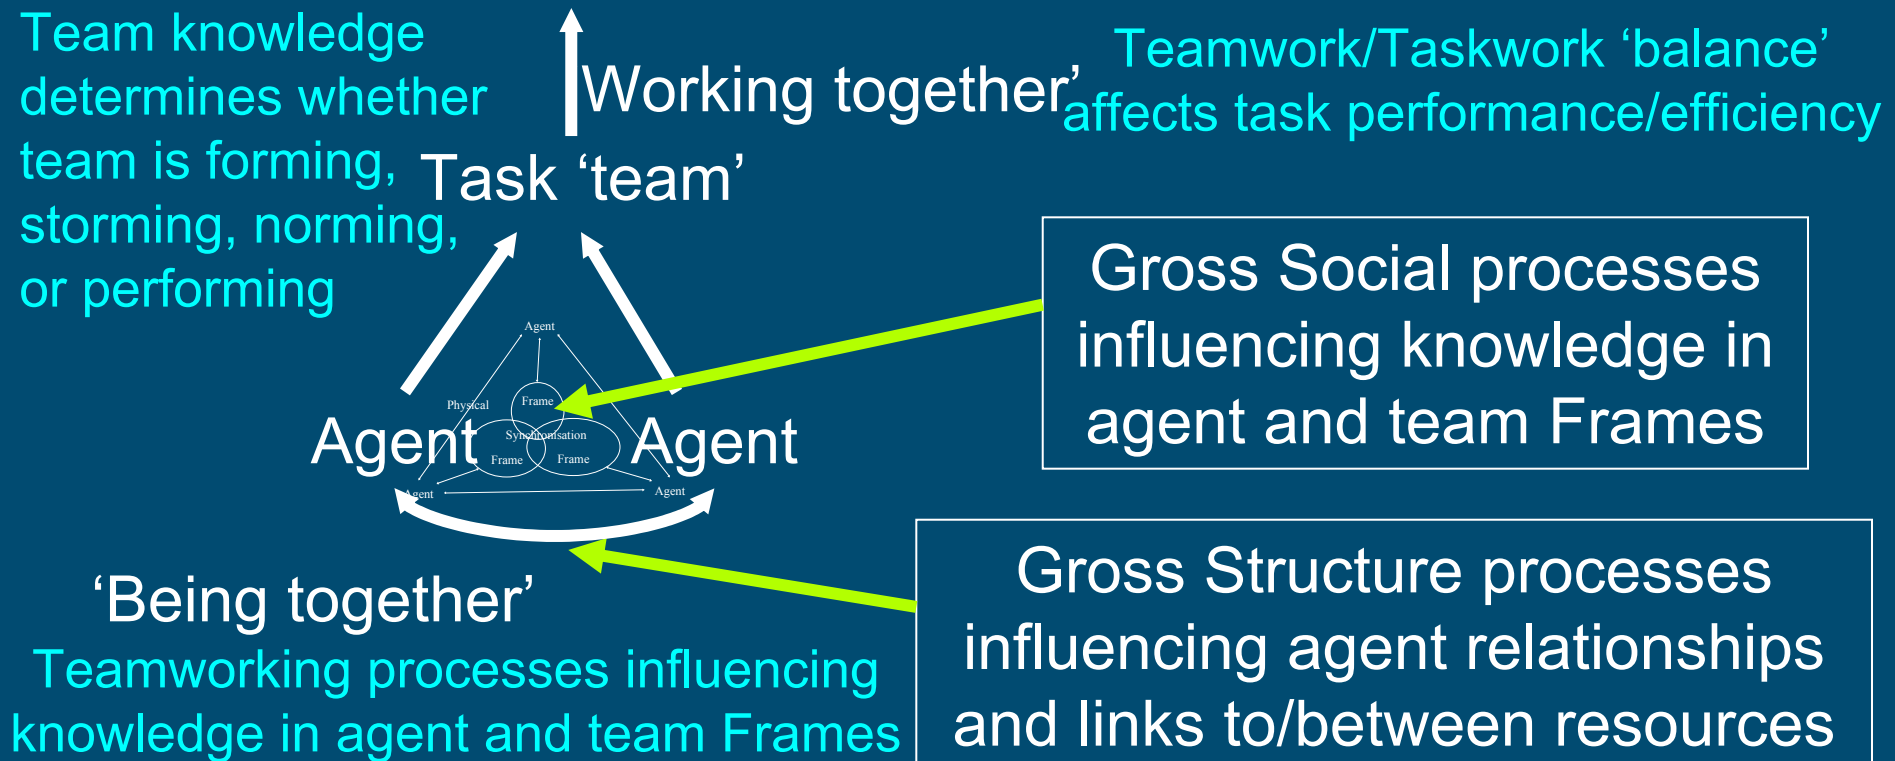 Team knowledge
determines whether
team is forming,
storming, norming,
or performing
Working together’
Teamwork/Taskwork ‘balance’
affects task performance/efficiency
Task ‘team’
Gross Social processes
influencing knowledge in
agent and team Frames
Agent
Physical
Frame
Synchronisation
Frame
Frame
Agent
Agent
Agent
Agent
‘Being together’
Teamworking processes influencing
knowledge in agent and team Frames
Gross Structure processes
influencing agent relationships
and links to/between resources